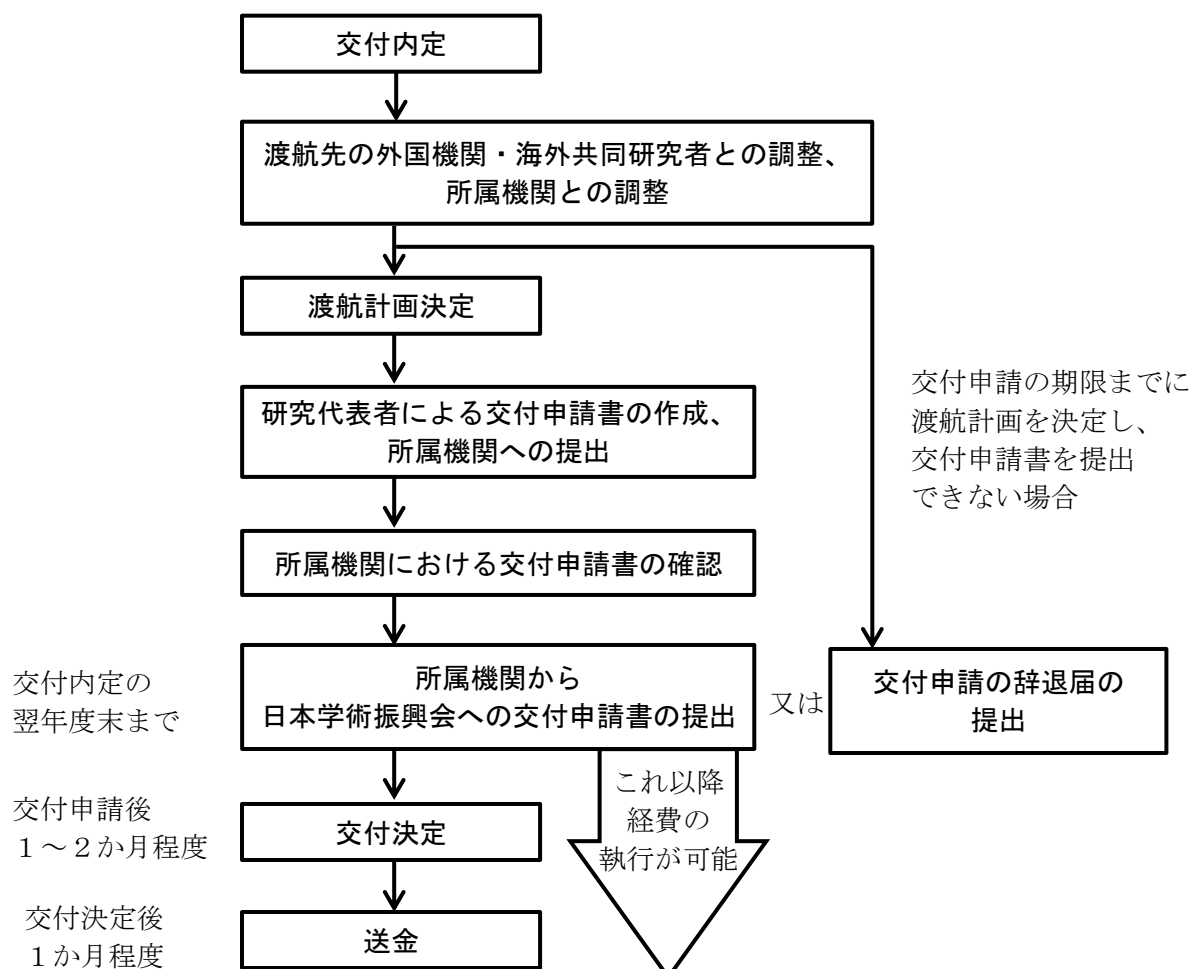 交付内定
渡航先の外国機関・海外共同研究者との調整、
所属機関との調整
渡航計画決定
研究代表者による交付申請書の作成、
所属機関への提出
交付申請の期限までに
渡航計画を決定し、
交付申請書を提出
できない場合
所属機関における交付申請書の確認
交付内定の
翌年度末まで
所属機関から
日本学術振興会への交付申請書の提出
又は
交付申請の辞退届の
提出
これ以降
経費の
執行が可能
交付申請後
１～２か月程度
交付決定
交付決定後
１か月程度
送金